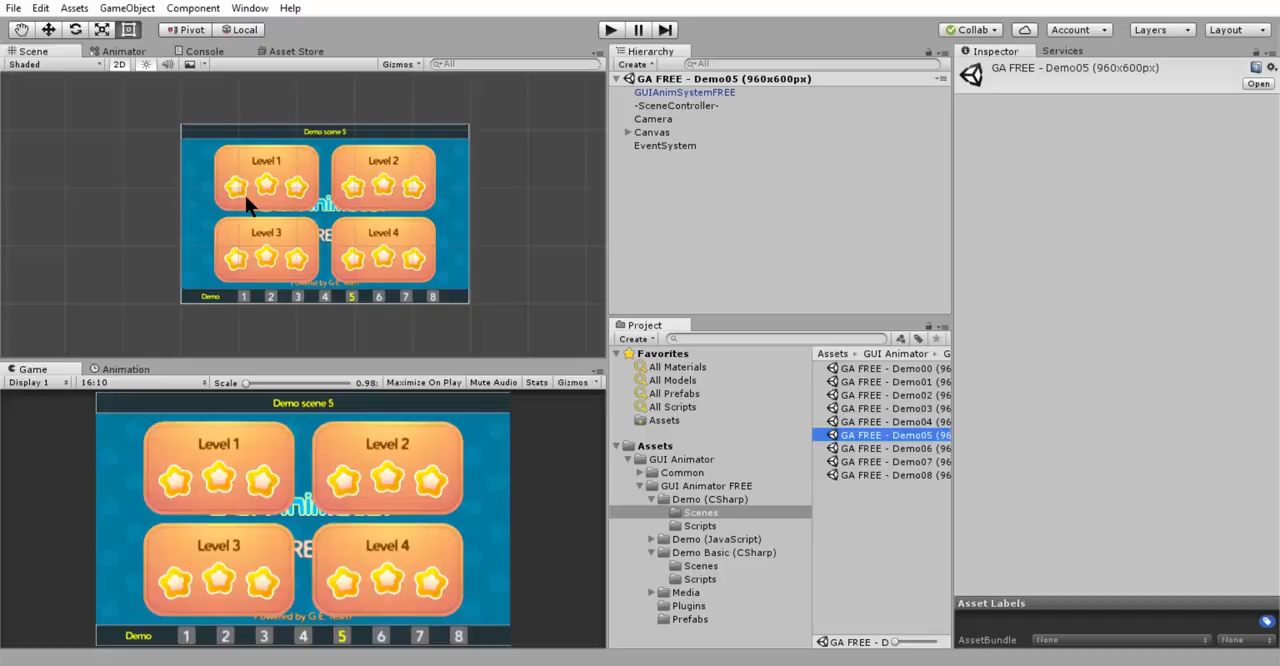 File Edit Assets GameObject Component Window Help
Pivot Local Collab Account Layers Layout
Scene Animator Console Asset Store
Shaded 2D Gizmos All
Demo scene 5
Level 1 Level 2
Level 3 Level 4
Powered by G.E. Team
Demo 1 2 3 4 5 6 7 8
Game Animation
Display 1 16:10 Scale 0.98 Maximize On Play Mute Audio Stats Gizmos
Demo scene 5
Level 1 Level 2
Level 3 Level 4
Powered by G.E. Team
Demo 1 2 3 4 5 6 7 8
Hierarchy
Create All
GA FREE - Demo05 (960x600px)
GUIAnimSystemFREE
-SceneController-
Camera
Canvas
EventSystem
Project
Create
Favorites
All Materials
All Models
All Prefabs
All Scripts
Assets
Assets
GUI Animator
Common
GUI Animator FREE
Demo (CSharp)
Scenes
Scripts
Demo (JavaScript)
Demo Basic (CSharp)
Scenes
Scripts
Media
Plugins
Prefabs
Assets GUI Animator G
GA FREE - Demo00 (96
GA FREE - Demo01 (96
GA FREE - Demo02 (96
GA FREE - Demo03 (96
GA FREE - Demo04 (96
GA FREE - Demo05 (96
GA FREE - Demo06 (96
GA FREE - Demo07 (96
GA FREE - Demo08 (96
GA FREE - D
Inspector Services
GA FREE - Demo05 (960x600px)
Open
Asset Labels
AssetBundle None None